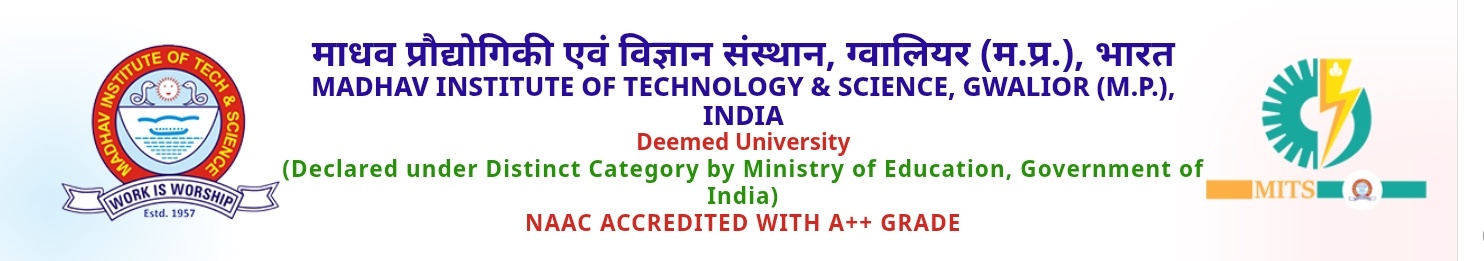 माधव प्रौद्योगिकी एवं विज्ञान संस्थान, ग्वालियर (म.प्र.), भारत
MADHAV INSTITUTE OF TECHNOLOGY & SCIENCE, GWALIOR (M.P.),
INDIA
Deemed University
(Declared under Distinct Category by Ministry of Education, Government of
India)
NAAC ACCREDITED WITH A++ GRADE
MADHAV INSTITUTE OF TECH & SCIENCE
WORK IS WORSHIP
Estd. 1957
MITS